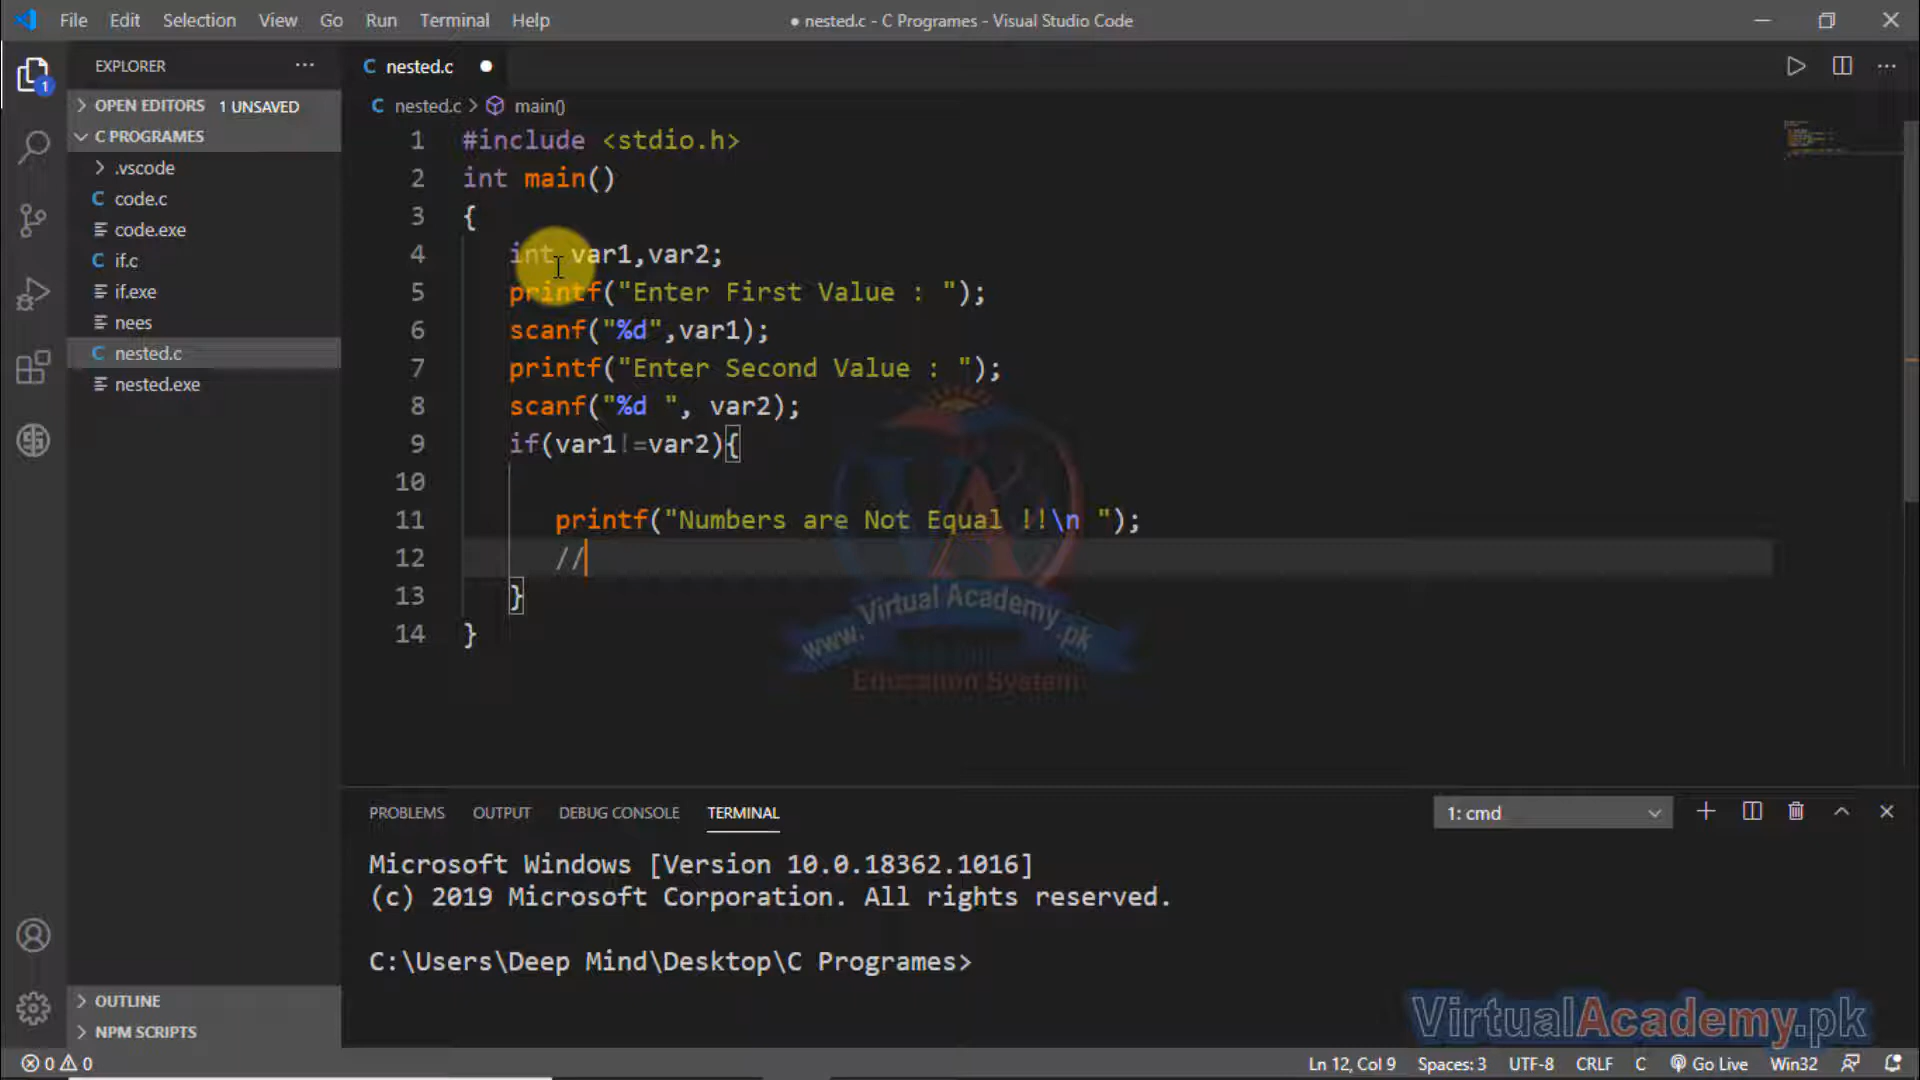 File Edit Selection View Go Run Terminal Help
● nested.c - C Programes - Visual Studio Code
EXPLORER
OPEN EDITORS 1 UNSAVED
C PROGRAMES
.vscode
C code.c
code.exe
C if.c
if.exe
nees
C nested.c
nested.exe
OUTLINE
NPM SCRIPTS
1
C nested.c
C nested.c > main()
1 #include <stdio.h>
2 int main()
3 {
4 int var1,var2;
5 printf("Enter First Value : ");
6 scanf("%d",var1);
7 printf("Enter Second Value : ");
8 scanf("%d ", var2);
9 if(var1!=var2){
10
11 printf("Numbers are Not Equal !!\n ");
12 //
13 }
14 }
www.Virtual Academy.pk
Education System
PROBLEMS OUTPUT DEBUG CONSOLE TERMINAL
1: cmd
Microsoft Windows [Version 10.0.18362.1016]
(c) 2019 Microsoft Corporation. All rights reserved.
C:\Users\Deep Mind\Desktop\C Programes>
VirtualAcademy.pk
0 0
Ln 12, Col 9 Spaces: 3 UTF-8 CRLF C Go Live Win32